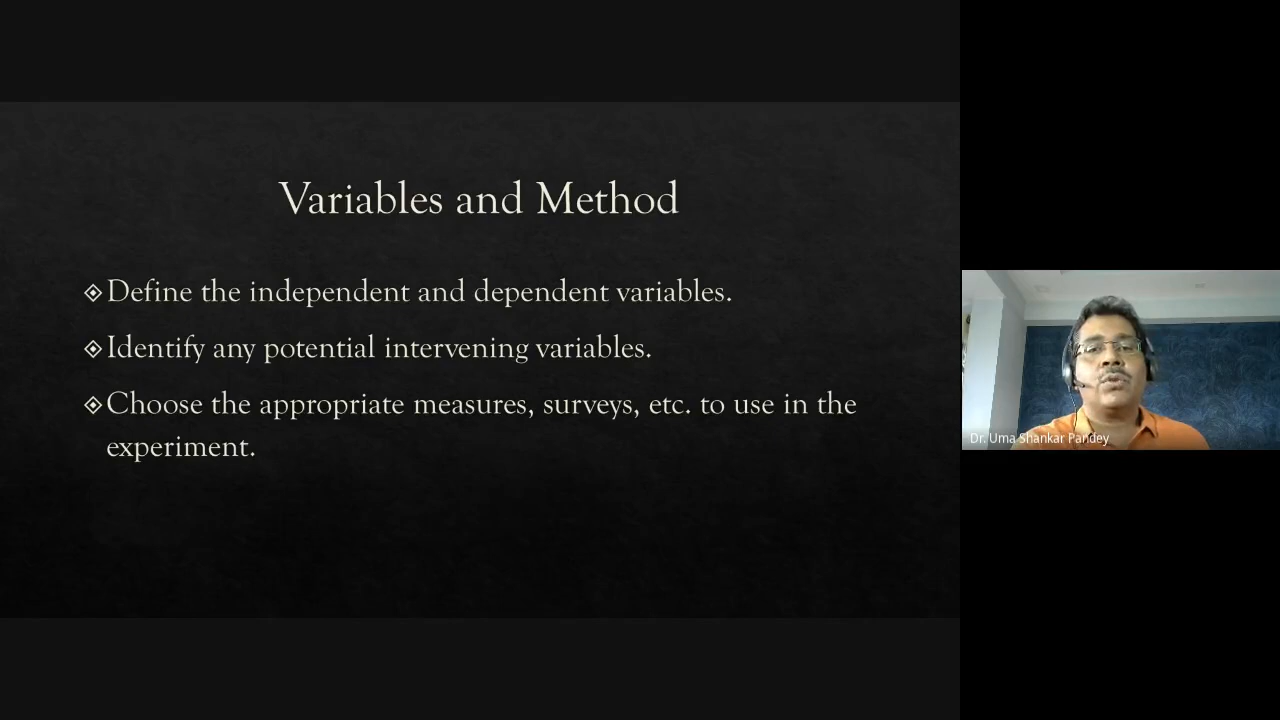 Variables and Method
Define the independent and dependent variables.
Identify any potential intervening variables.
Choose the appropriate measures, surveys, etc. to use in the
experiment.
Dr. Uma Shankar Pandey